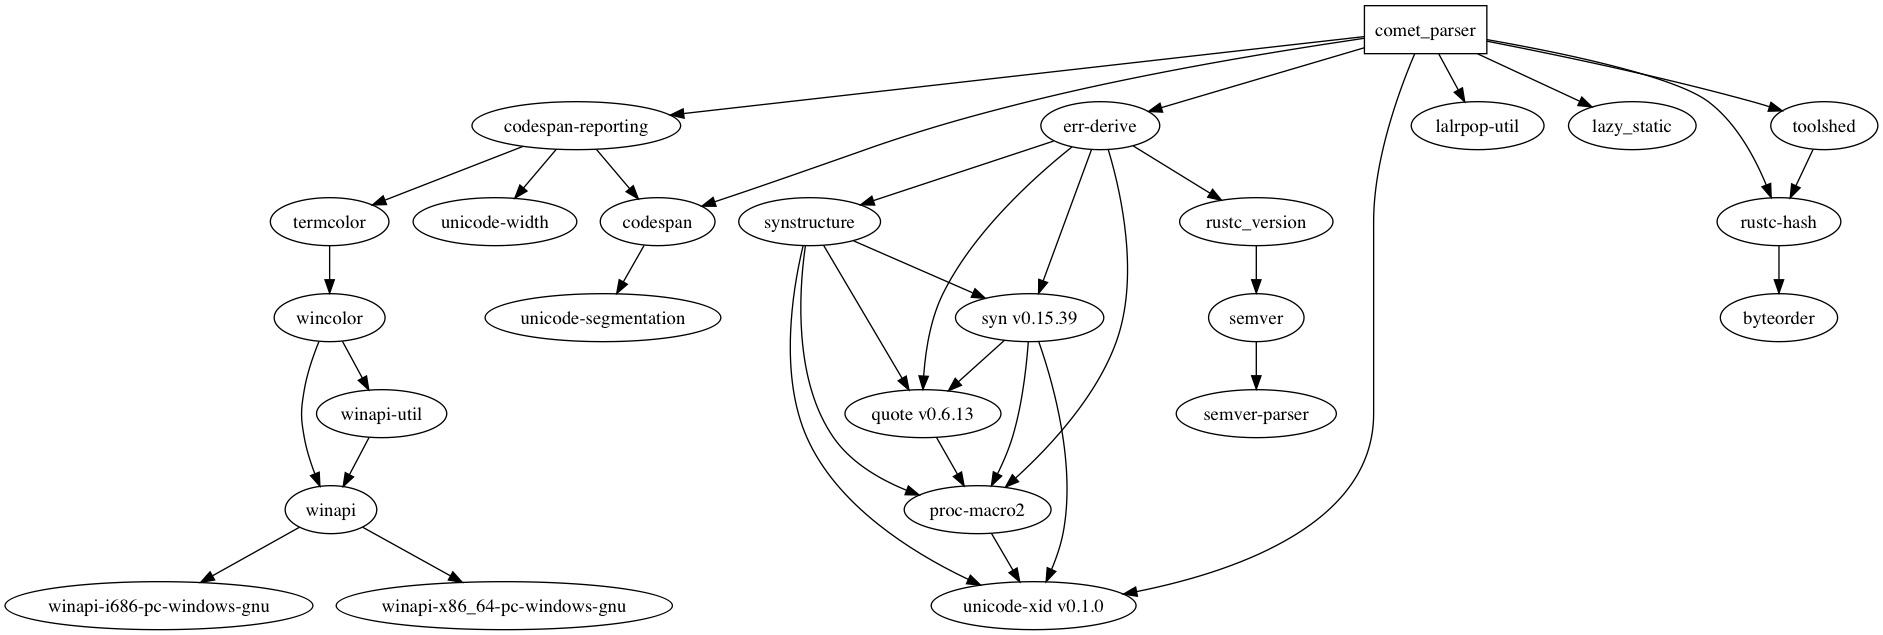 comet_parser
codespan-reporting
err-derive
lalrpop-util
lazy_static
toolshed
termcolor
unicode-width
codespan
synstructure
rustc_version
rustc-hash
wincolor
unicode-segmentation
syn v0.15.39
semver
byteorder
winapi-util
quote v0.6.13
semver-parser
winapi
proc-macro2
winapi-i686-pc-windows-gnu
winapi-x86_64-pc-windows-gnu
unicode-xid v0.1.0